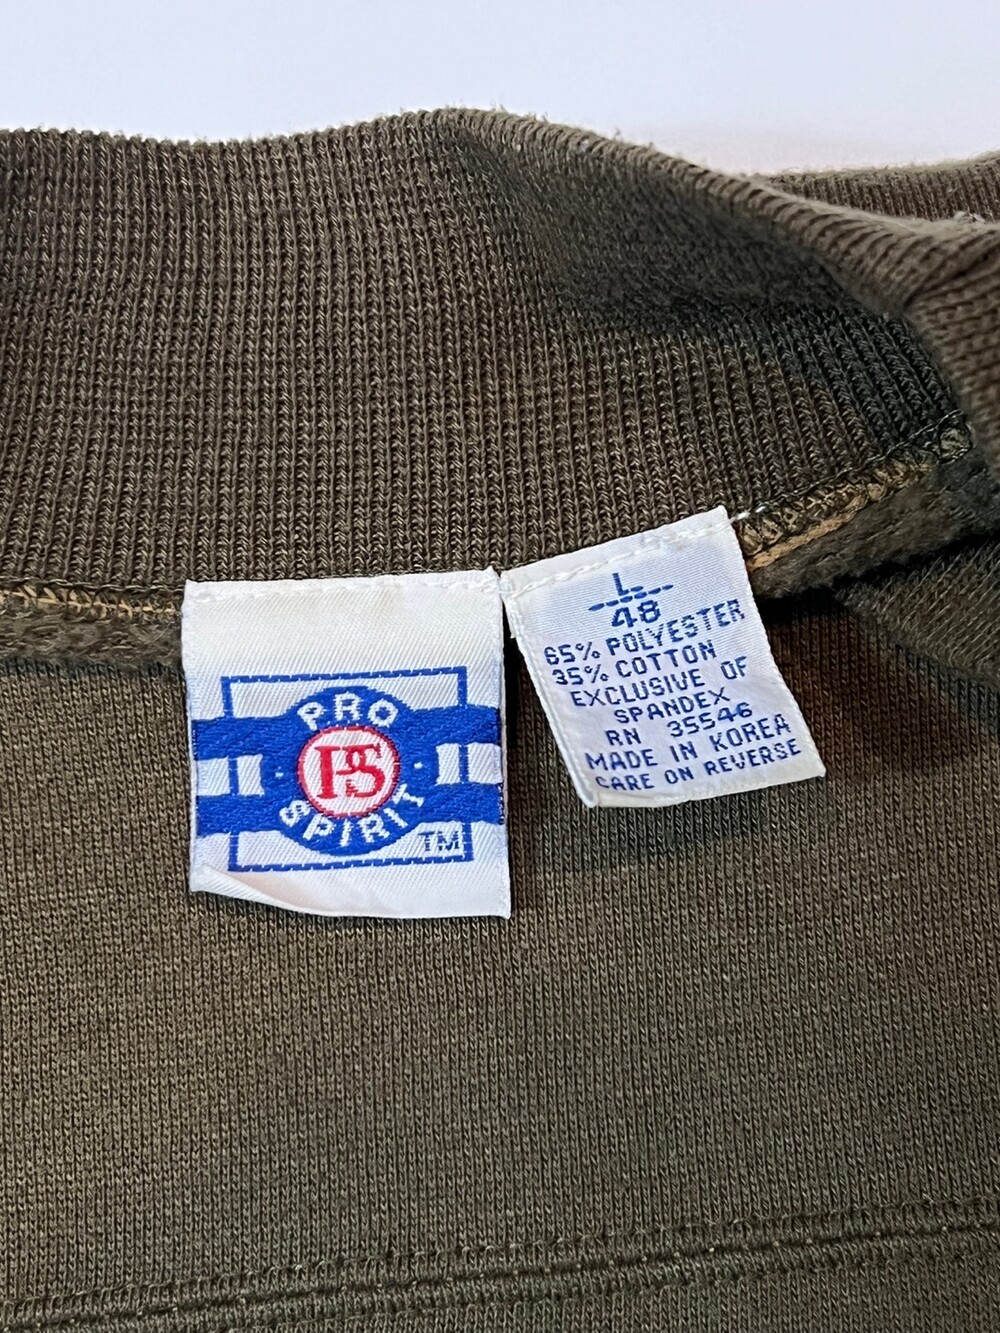 PRO
PS
SPIRIT
TM
L
48
65% POLYESTER
35% COTTON
EXCLUSIVE OF
SPANDEX
RN 35546
MADE IN KOREA
CARE ON REVERSE